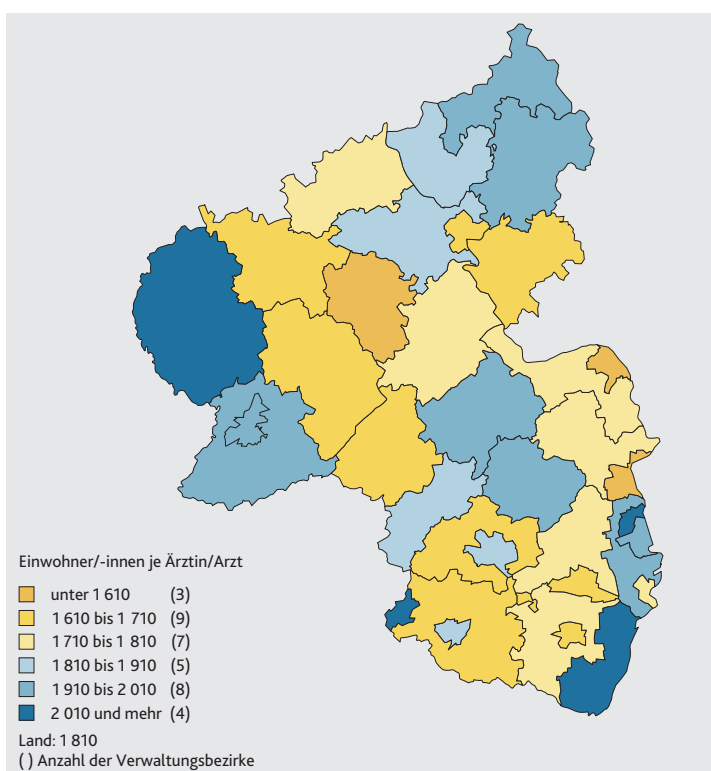 Einwohner/-innen je Ärztin/Arzt
unter 1 610 (3)
1 610 bis 1 710 (9)
1 710 bis 1 810 (7)
1 810 bis 1 910 (5)
1 910 bis 2 010 (8)
2 010 und mehr (4)
Land: 1 810
( ) Anzahl der Verwaltungsbezirke